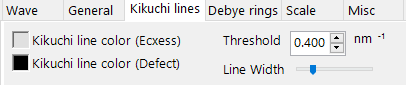 Wave General Kikuchi lines Debye rings Scale Misc
Kikuchi line color (Ecxess) Threshold 0.400 nm -1
Kikuchi line color (Defect) Line Width